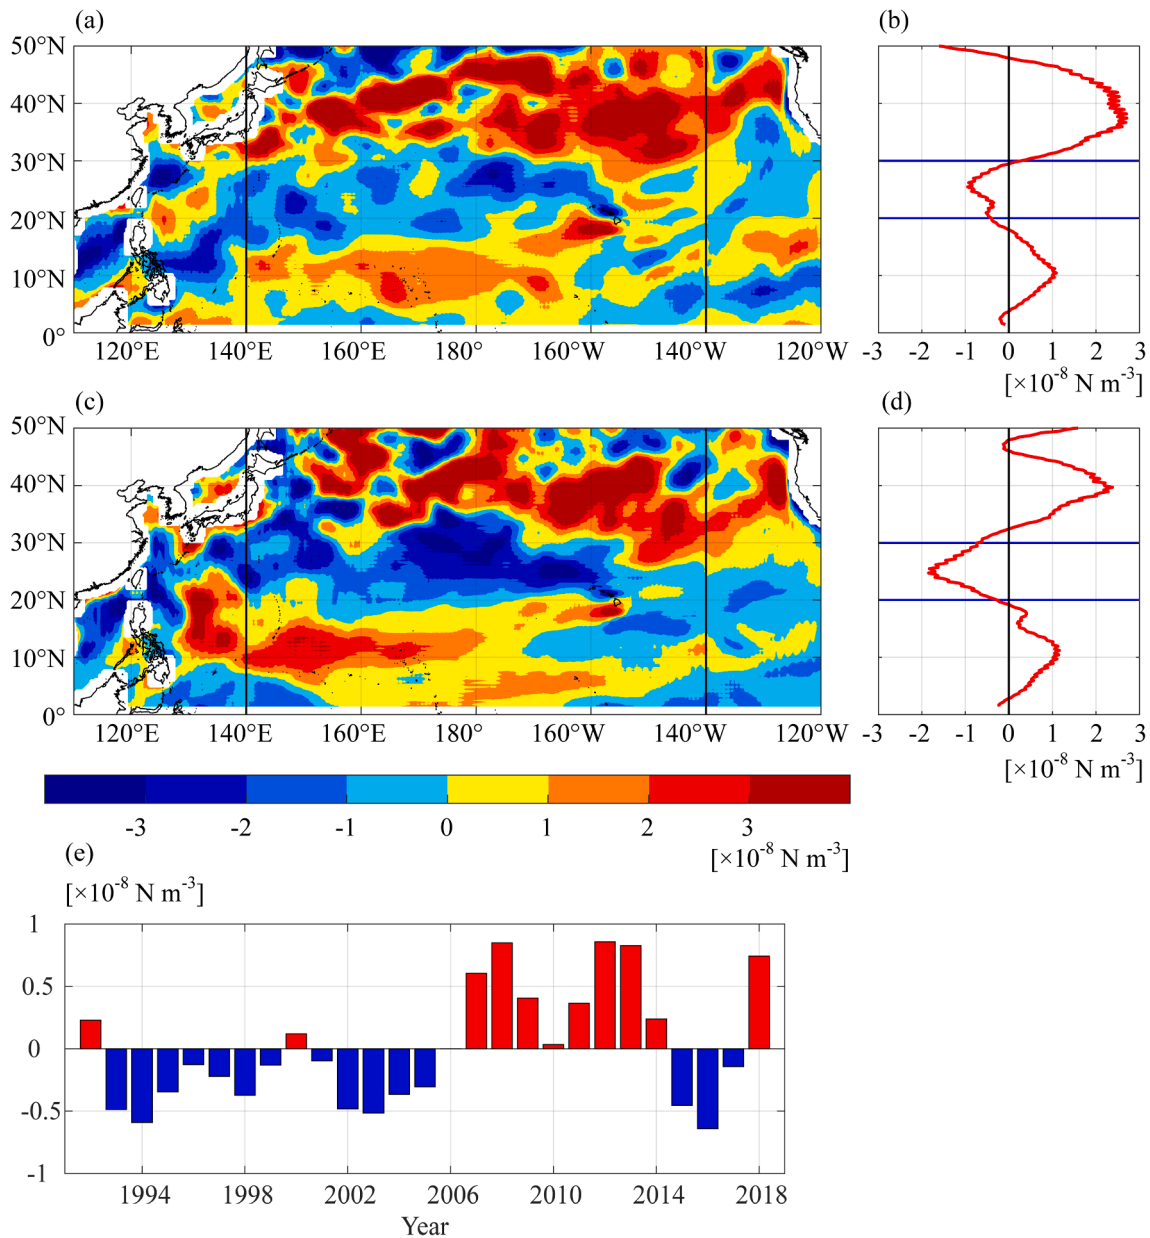 (a)
(b)
50°N
40°N
30°N
20°N
10°N
0°
120°E 140°E 160°E 180° 160°W 140°W 120°W
-3 -2 -1 0 1 2 3
[×10⁻⁸ N m⁻³]
(c)
(d)
50°N
40°N
30°N
20°N
10°N
0°
120°E 140°E 160°E 180° 160°W 140°W 120°W
-3 -2 -1 0 1 2 3
[×10⁻⁸ N m⁻³]
-3 -2 -1 0 1 2 3
[×10⁻⁸ N m⁻³]
(e)
[×10⁻⁸ N m⁻³]
1
0.5
0
-0.5
-1
1994 1998 2002 2006 2010 2014 2018
Year